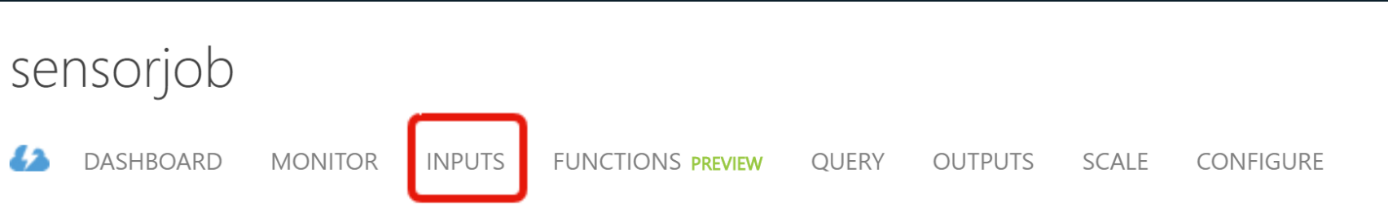 sensorjob
DASHBOARD MONITOR INPUTS FUNCTIONS PREVIEW QUERY OUTPUTS SCALE CONFIGURE